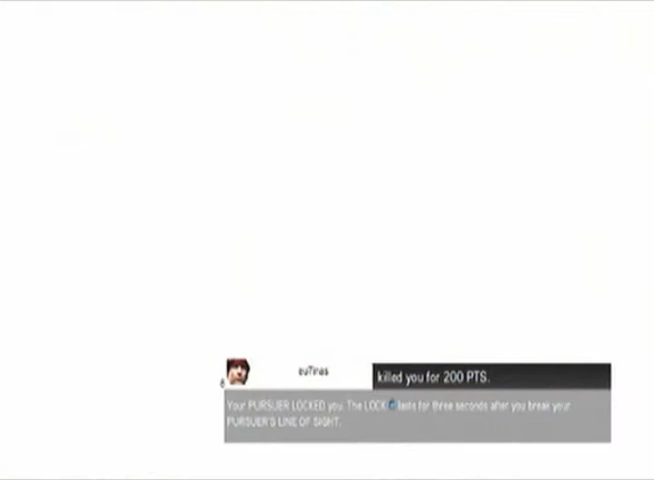 euTinas
killed you for 200 PTS.
Your PURSUER LOCKED you. The LOCK lasts for three seconds after you break your
PURSUER'S LINE OF SIGHT.